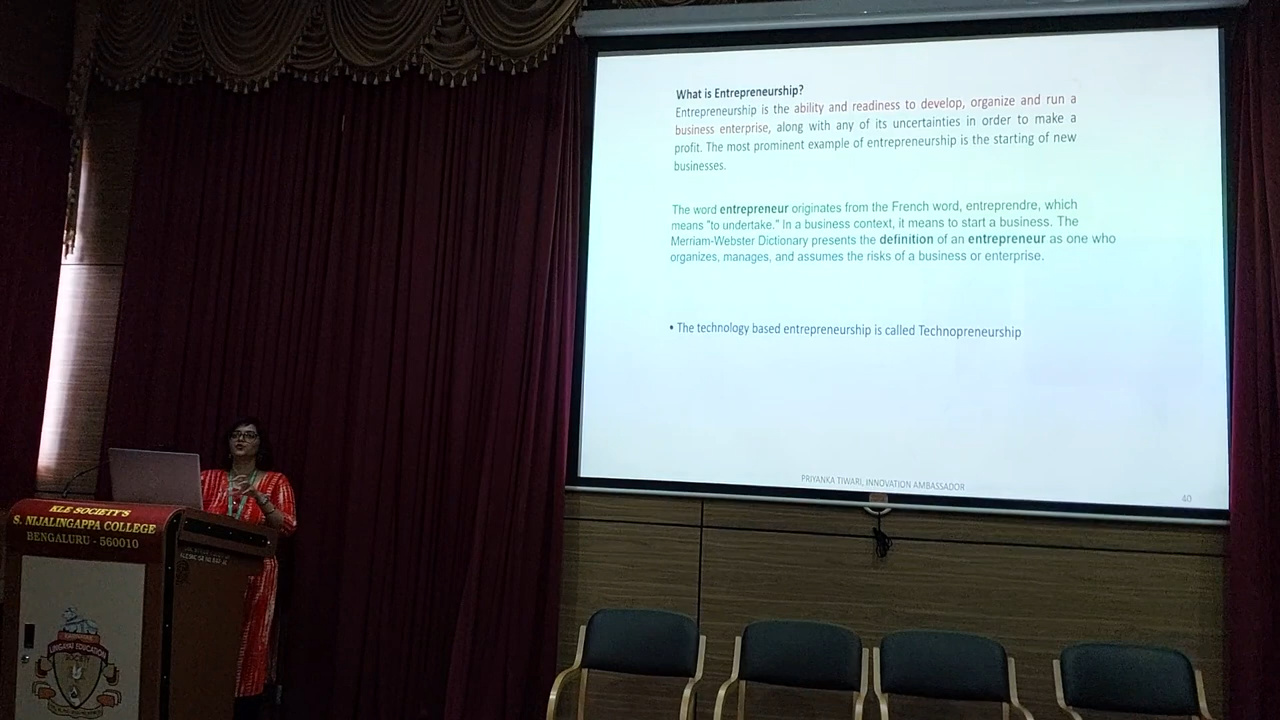 What is Entrepreneurship?
Entrepreneurship is the ability and readiness to develop, organize and run a
business enterprise, along with any of its uncertainties in order to make a
profit. The most prominent example of entrepreneurship is the starting of new
businesses.
The word entrepreneur originates from the French word, entreprendre, which
means "to undertake." In a business context, it means to start a business. The
Merriam-Webster Dictionary presents the definition of an entrepreneur as one who
organizes, manages, and assumes the risks of a business or enterprise.
• The technology based entrepreneurship is called Technopreneurship
PRIYANKA TIWARI, INNOVATION AMBASSADOR
40
KLE SOCIETY'S
S. NIJALINGAPPA COLLEGE
BENGALURU - 560010
LINGAYAT EDUCATION
SOCIETY